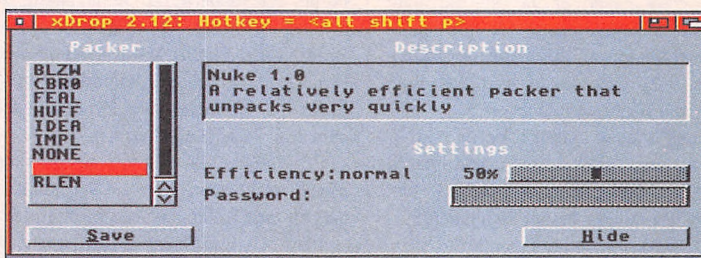 xDrop 2.12: Hotkey = <alt shift p>
Packer
BLZW
CBR0
FEAL
HUFF
IDEA
IMPL
NONE
RLEN
Description
Nuke 1.0
A relatively efficient packer that
unpacks very quickly
Settings
Efficiency:normal 50%
Password:
Save
Hide